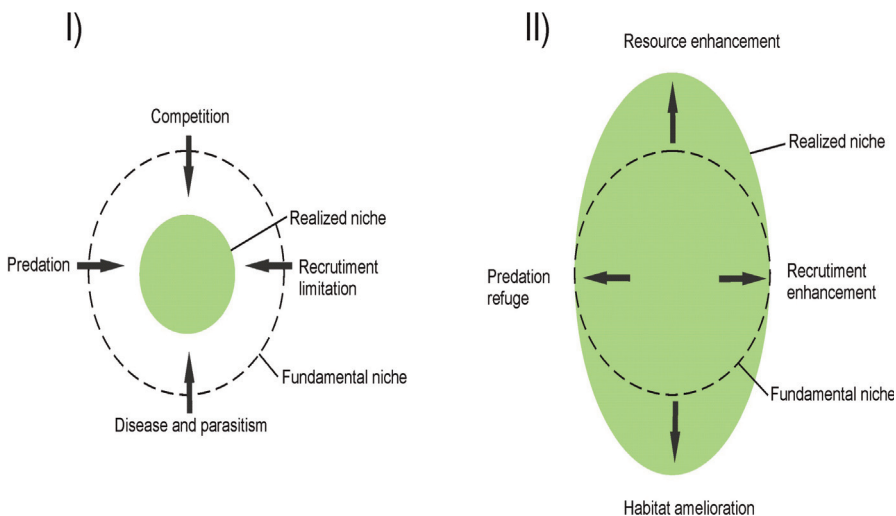 I)
Competition
Realized niche
Predation
Recrutiment
limitation
Fundamental niche
Disease and parasitism
II)
Resource enhancement
Realized niche
Predation
refuge
Recrutiment
enhancement
Fundamental niche
Habitat amelioration